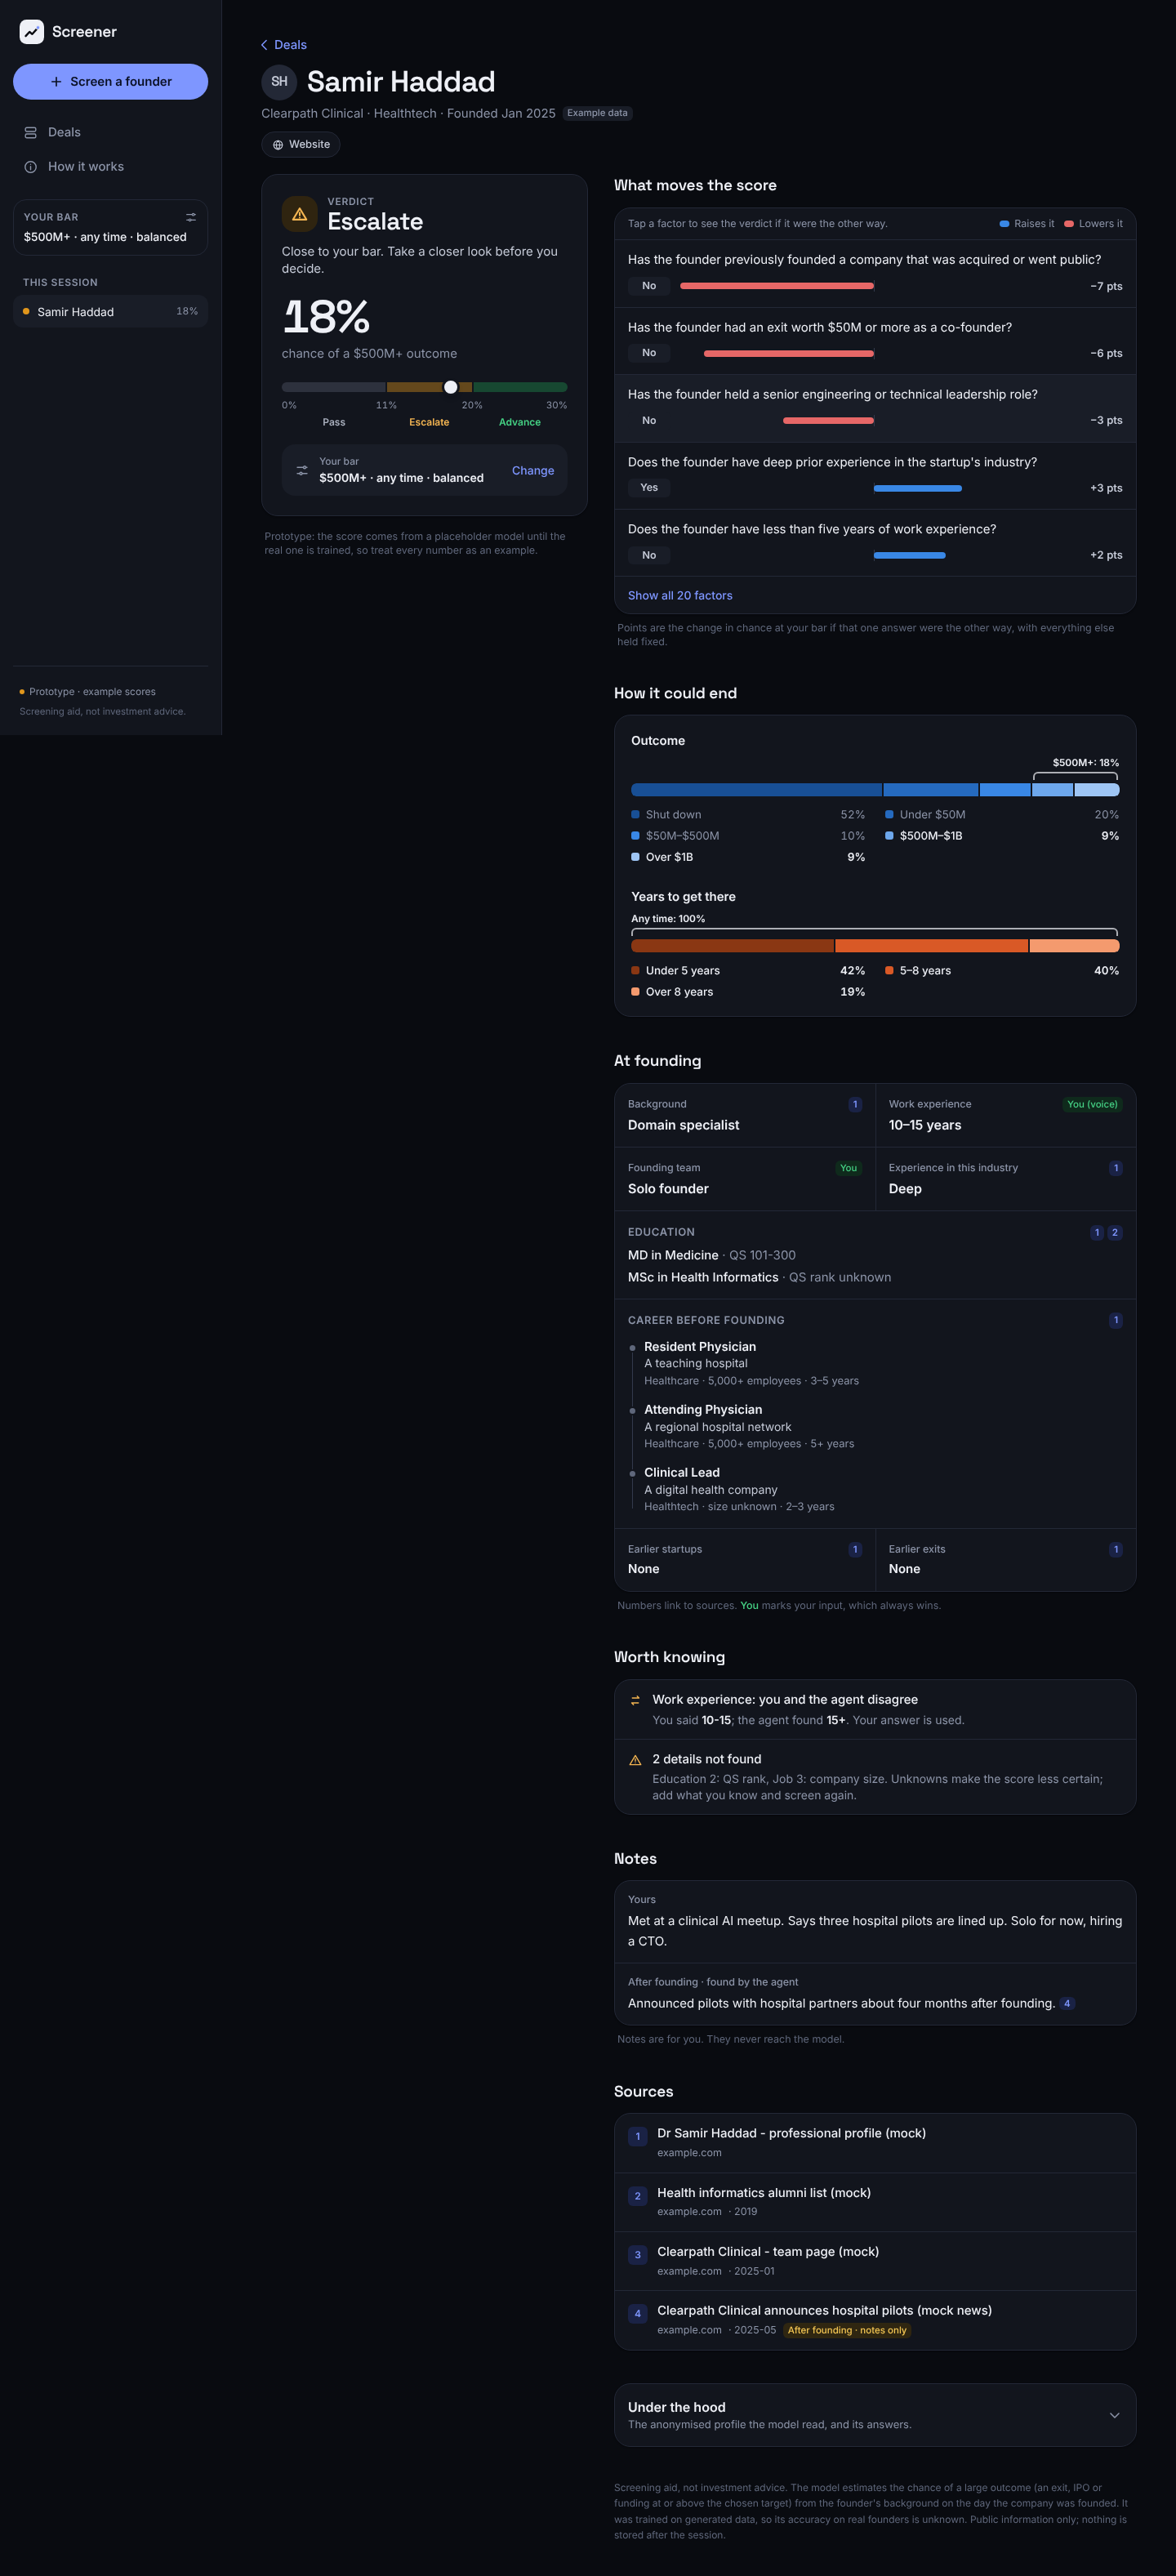 Screener
Screen a founder
Deals
How it works
YOUR BAR
$500M+ · any time · balanced
THIS SESSION
Samir Haddad 18%
Prototype · example scores
Screening aid, not investment advice.
Deals
SH Samir Haddad
Clearpath Clinical · Healthtech · Founded Jan 2025 Example data
Website
VERDICT
Escalate
Close to your bar. Take a closer look before you
decide.
18%
chance of a $500M+ outcome
0% 11% 20% 30%
Pass Escalate Advance
Your bar
$500M+ · any time · balanced
Change
Prototype: the score comes from a placeholder model until the
real one is trained, so treat every number as an example.
What moves the score
Tap a factor to see the verdict if it were the other way. Raises it Lowers it
Has the founder previously founded a company that was acquired or went public?
No −7 pts
Has the founder had an exit worth $50M or more as a co-founder?
No −6 pts
Has the founder held a senior engineering or technical leadership role?
No −3 pts
Does the founder have deep prior experience in the startup's industry?
Yes +3 pts
Does the founder have less than five years of work experience?
No +2 pts
Show all 20 factors
Points are the change in chance at your bar if that one answer were the other way, with everything else
held fixed.
How it could end
Outcome
$500M+: 18%
Shut down 52% Under $50M 20%
$50M–$500M 10% $500M–$1B 9%
Over $1B 9%
Years to get there
Any time: 100%
Under 5 years 42% 5–8 years 40%
Over 8 years 19%
At founding
Background 1 Work experience You (voice)
Domain specialist 10–15 years
Founding team You Experience in this industry 1
Solo founder Deep
EDUCATION 1 2
MD in Medicine · QS 101-300
MSc in Health Informatics · QS rank unknown
CAREER BEFORE FOUNDING 1
Resident Physician
A teaching hospital
Healthcare · 5,000+ employees · 3–5 years
Attending Physician
A regional hospital network
Healthcare · 5,000+ employees · 5+ years
Clinical Lead
A digital health company
Healthtech · size unknown · 2–3 years
Earlier startups 1 Earlier exits 1
None None
Numbers link to sources. You marks your input, which always wins.
Worth knowing
Work experience: you and the agent disagree
You said 10-15; the agent found 15+. Your answer is used.
2 details not found
Education 2: QS rank, Job 3: company size. Unknowns make the score less certain;
add what you know and screen again.
Notes
Yours
Met at a clinical AI meetup. Says three hospital pilots are lined up. Solo for now, hiring
a CTO.
After founding · found by the agent
Announced pilots with hospital partners about four months after founding. 4
Notes are for you. They never reach the model.
Sources
1 Dr Samir Haddad - professional profile (mock)
example.com
2 Health informatics alumni list (mock)
example.com · 2019
3 Clearpath Clinical - team page (mock)
example.com · 2025-01
4 Clearpath Clinical announces hospital pilots (mock news)
example.com · 2025-05 After founding · notes only
Under the hood
The anonymised profile the model read, and its answers.
Screening aid, not investment advice. The model estimates the chance of a large outcome (an exit, IPO or
funding at or above the chosen target) from the founder's background on the day the company was founded. It
was trained on generated data, so its accuracy on real founders is unknown. Public information only; nothing is
stored after the session.